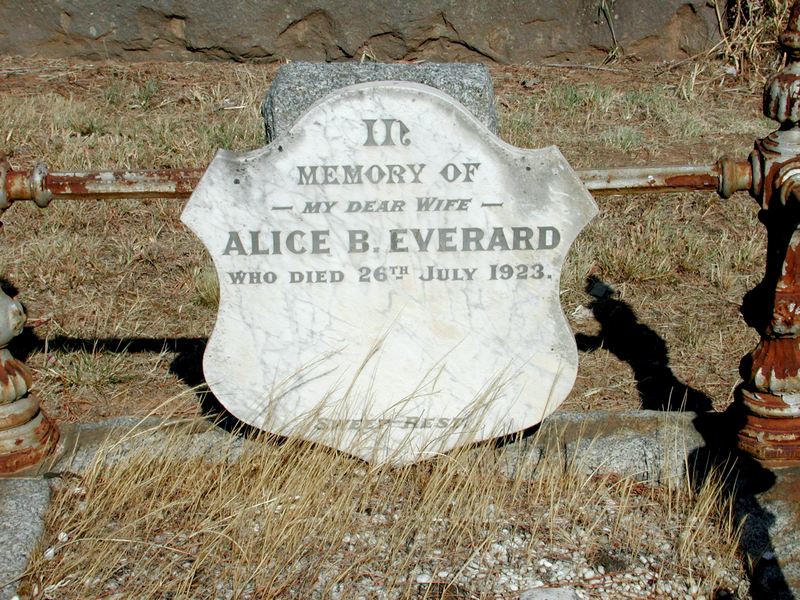 In
MEMORY OF
— MY DEAR WIFE —
ALICE B. EVERARD
WHO DIED 26TH JULY 1923.
SWEET REST.